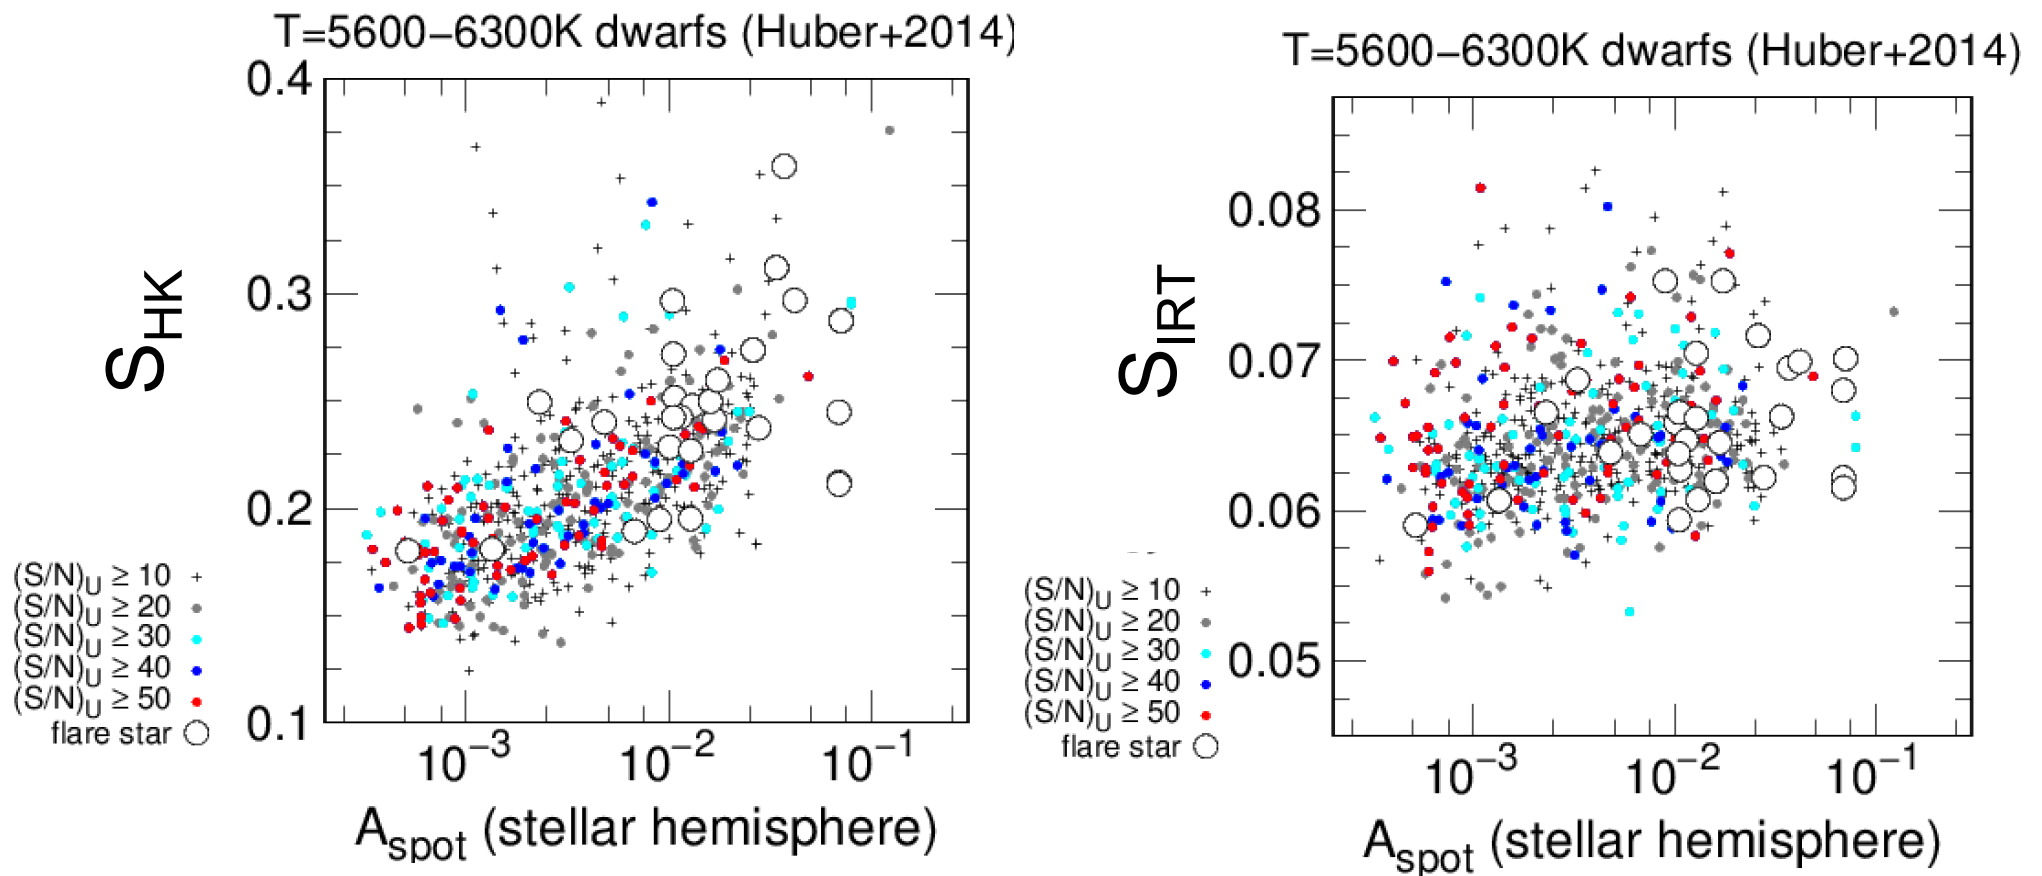 T=5600−6300K dwarfs (Huber+2014)
0.4
0.3
0.2
0.1
S_HK
(S/N)_U ≥ 10
(S/N)_U ≥ 20
(S/N)_U ≥ 30
(S/N)_U ≥ 40
(S/N)_U ≥ 50
flare star
10^−3 10^−2 10^−1
A_spot (stellar hemisphere)
T=5600−6300K dwarfs (Huber+2014)
0.08
0.07
0.06
0.05
S_IRT
(S/N)_U ≥ 10
(S/N)_U ≥ 20
(S/N)_U ≥ 30
(S/N)_U ≥ 40
(S/N)_U ≥ 50
flare star
10^−3 10^−2 10^−1
A_spot (stellar hemisphere)